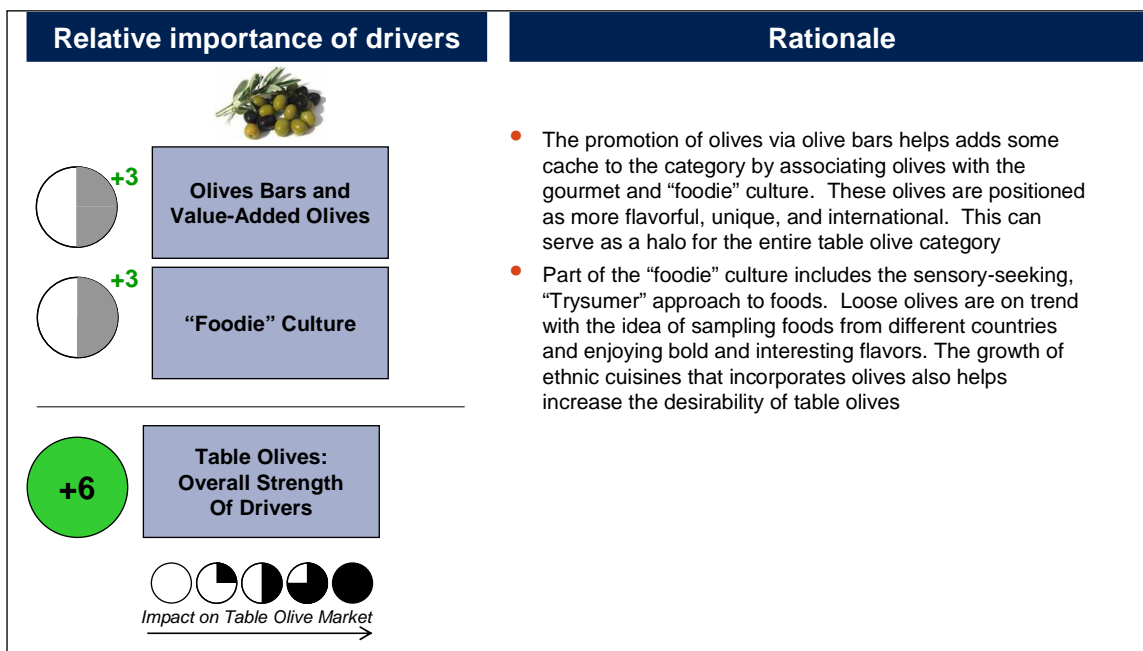 Relative importance of drivers
Rationale
+3
Olives Bars and
Value-Added Olives
+3
“Foodie” Culture
+6
Table Olives:
Overall Strength
Of Drivers
Impact on Table Olive Market
• The promotion of olives via olive bars helps adds some
cache to the category by associating olives with the
gourmet and “foodie” culture.  These olives are positioned
as more flavorful, unique, and international.  This can
serve as a halo for the entire table olive category
• Part of the “foodie” culture includes the sensory-seeking,
“Trysumer” approach to foods.  Loose olives are on trend
with the idea of sampling foods from different countries
and enjoying bold and interesting flavors. The growth of
ethnic cuisines that incorporates olives also helps
increase the desirability of table olives